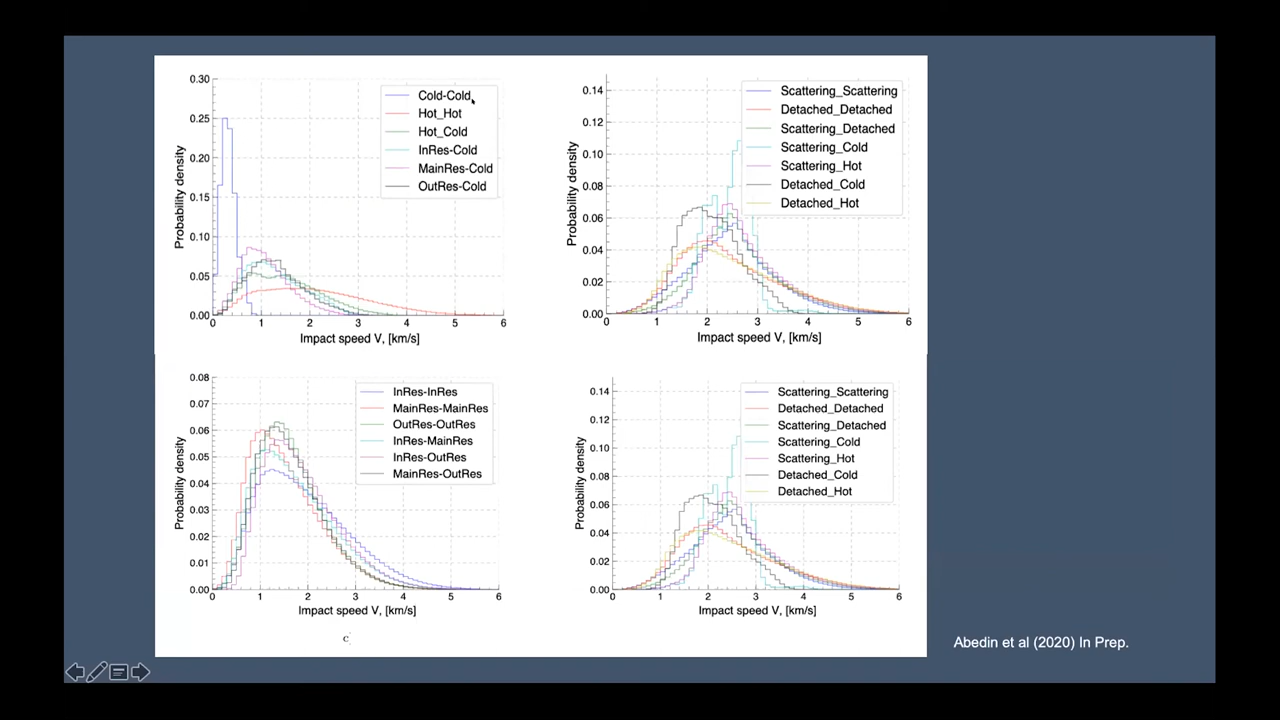 0.30
0.25
0.20
0.15
0.10
0.05
0.00
Probability density
Cold-Cold
Hot_Hot
Hot_Cold
InRes-Cold
MainRes-Cold
OutRes-Cold
0 1 2 3 4 5 6
Impact speed V, [km/s]
0.14
0.12
0.10
0.08
0.06
0.04
0.02
0.00
Probability density
Scattering_Scattering
Detached_Detached
Scattering_Detached
Scattering_Cold
Scattering_Hot
Detached_Cold
Detached_Hot
0 1 2 3 4 5 6
Impact speed V, [km/s]
0.08
0.07
0.06
0.05
0.04
0.03
0.02
0.01
0.00
Probability density
InRes-InRes
MainRes-MainRes
OutRes-OutRes
InRes-MainRes
InRes-OutRes
MainRes-OutRes
0 1 2 3 4 5 6
Impact speed V, [km/s]
0.14
0.12
0.10
0.08
0.06
0.04
0.02
0.00
Probability density
Scattering_Scattering
Detached_Detached
Scattering_Detached
Scattering_Cold
Scattering_Hot
Detached_Cold
Detached_Hot
0 1 2 3 4 5 6
Impact speed V, [km/s]
c)
Abedin et al (2020) In Prep.